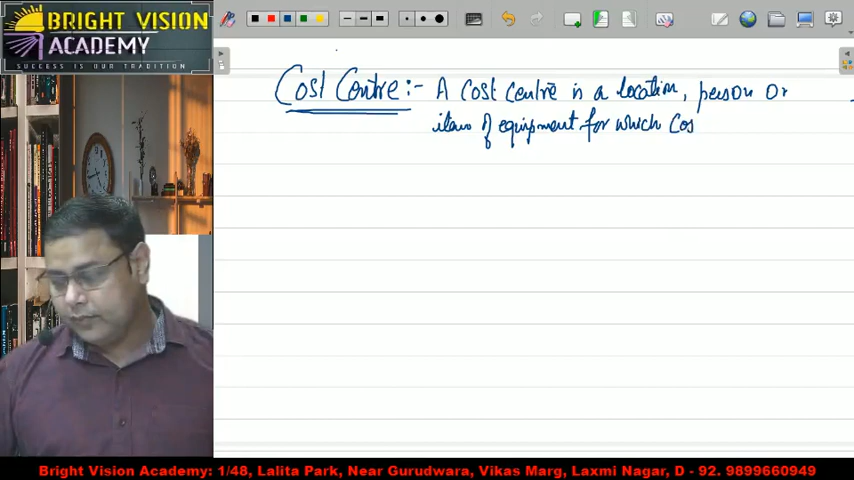 BRIGHT VISION
ACADEMY
SUCCESS IS OUR TRADITION
Cost Centre :- A Cost Centre is a location, person or
item of equipment for which Cos
Bright Vision Academy: 1/48, Lalita Park, Near Gurudwara, Vikas Marg, Laxmi Nagar, D - 92. 9899660949